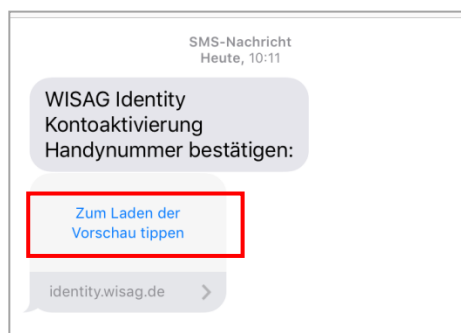 SMS-Nachricht
Heute, 10:11
WISAG Identity
Kontoaktivierung
Handynummer bestätigen:
Zum Laden der
Vorschau tippen
identity.wisag.de